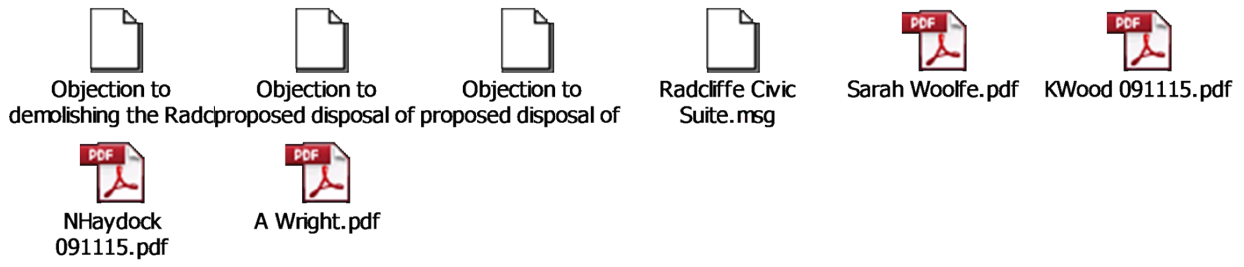 Objection to
demolishing the Radc
Objection to
proposed disposal of
Objection to
proposed disposal of
Radcliffe Civic
Suite.msg
PDF
Sarah Woolfe.pdf
PDF
KWood 091115.pdf
PDF
NHaydock
091115.pdf
PDF
A Wright.pdf